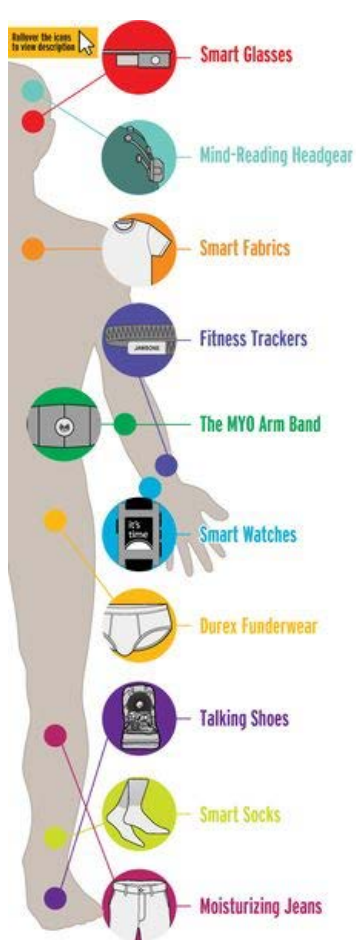 Rollover the icons
to view description
Smart Glasses
Mind-Reading Headgear
Smart Fabrics
Fitness Trackers
JAWBONE
The MYO Arm Band
it's
time
Smart Watches
Durex Funderwear
Talking Shoes
Smart Socks
Moisturizing Jeans